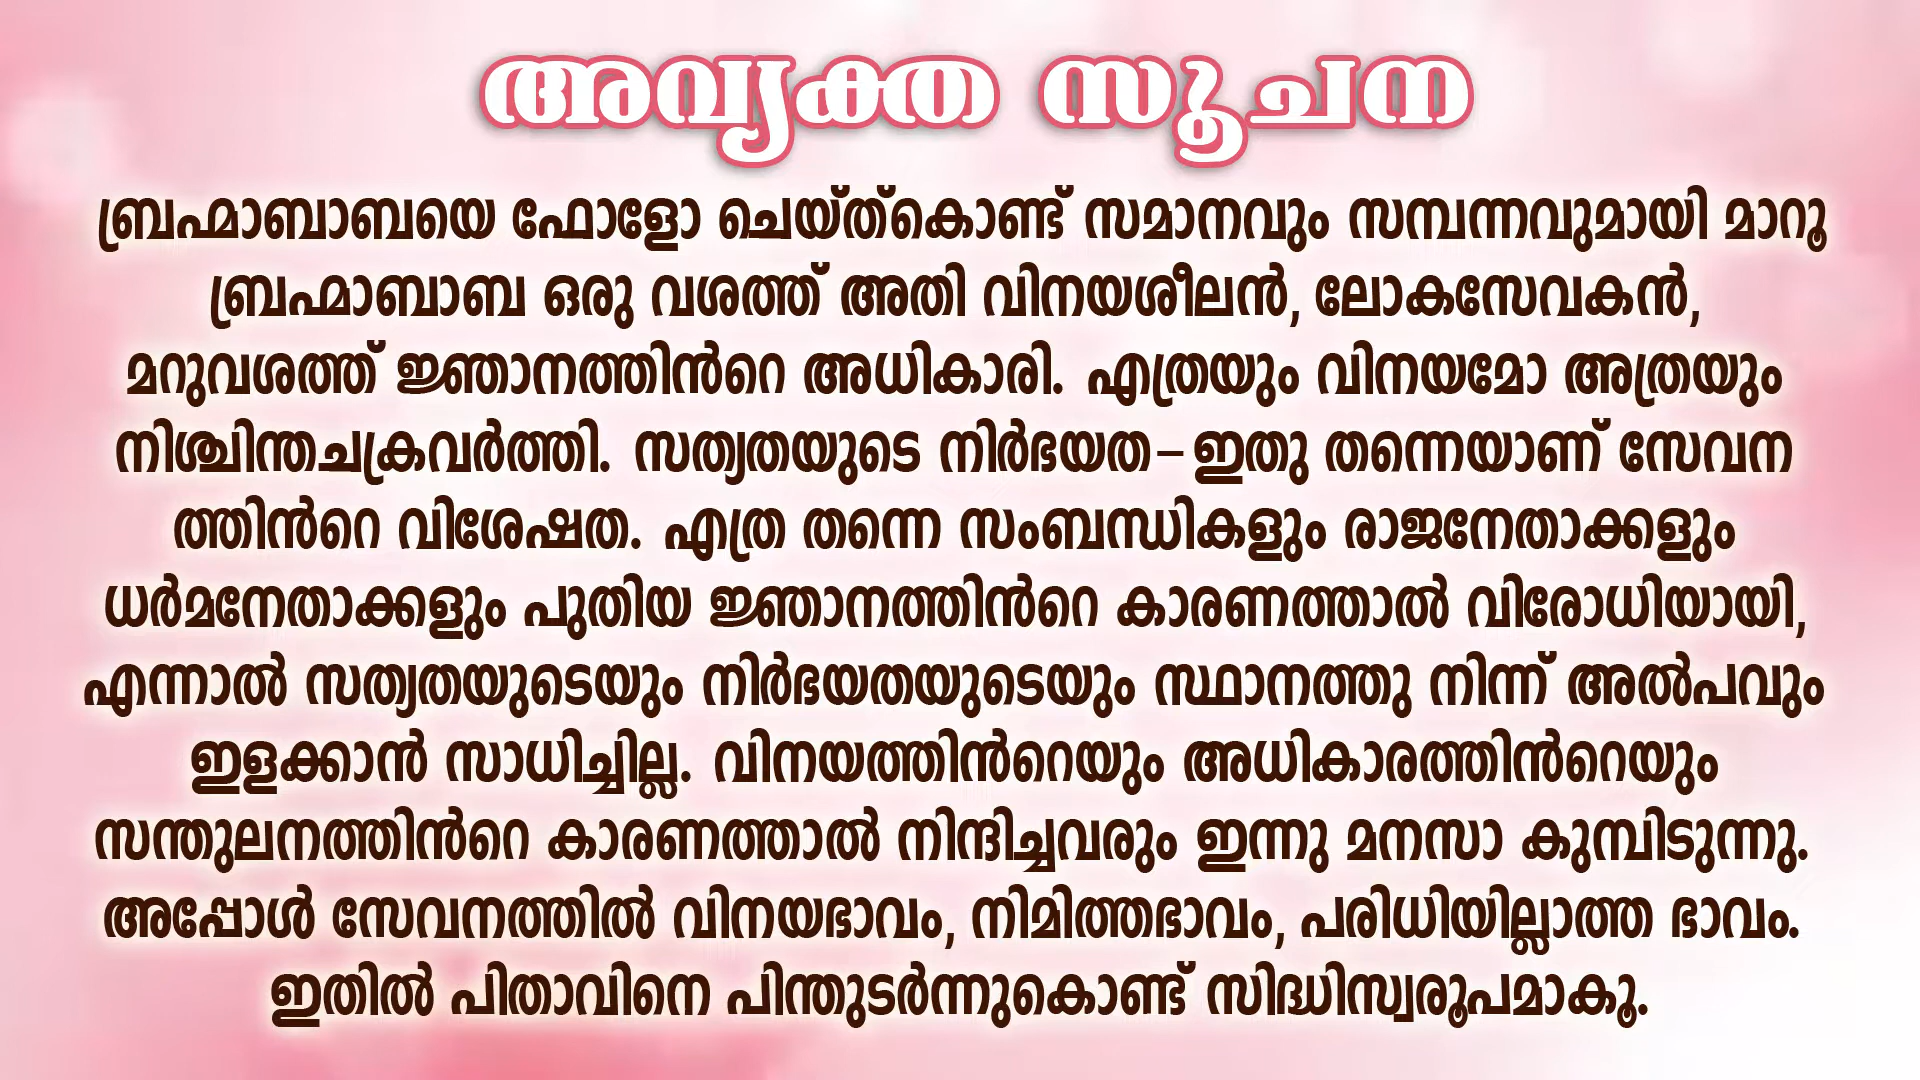 അവ്യക്ത സൂചന
ബ്രഹ്മാബാബയെ ഫോളോ ചെയ്ത്കൊണ്ട് സമാനവും സമ്പന്നവുമായി മാറൂ
ബ്രഹ്മാബാബ ഒരു വശത്ത് അതി വിനയശീലൻ, ലോകസേവകൻ,
മറുവശത്ത് ജ്ഞാനത്തിൻറെ അധികാരി. എത്രയും വിനയമോ അത്രയും
നിശ്ചിന്തചക്രവർത്തി. സത്യതയുടെ നിർഭയത-ഇതു തന്നെയാണ് സേവന
ത്തിൻറെ വിശേഷത. എത്ര തന്നെ സംബന്ധികളും രാജനേതാക്കളും
ധർമനേതാക്കളും പുതിയ ജ്ഞാനത്തിൻറെ കാരണത്താൽ വിരോധിയായി,
എന്നാൽ സത്യതയുടെയും നിർഭയതയുടെയും സ്ഥാനത്തു നിന്ന് അൽപവും
ഇളക്കാൻ സാധിച്ചില്ല. വിനയത്തിൻറെയും അധികാരത്തിൻറെയും
സന്തുലനത്തിൻറെ കാരണത്താൽ നിന്ദിച്ചവരും ഇന്നു മനസാ കുമ്പിടുന്നു.
അപ്പോൾ സേവനത്തിൽ വിനയഭാവം, നിമിത്തഭാവം, പരിധിയില്ലാത്ത ഭാവം.
ഇതിൽ പിതാവിനെ പിന്തുടർന്നുകൊണ്ട് സിദ്ധിസ്വരൂപമാകൂ.